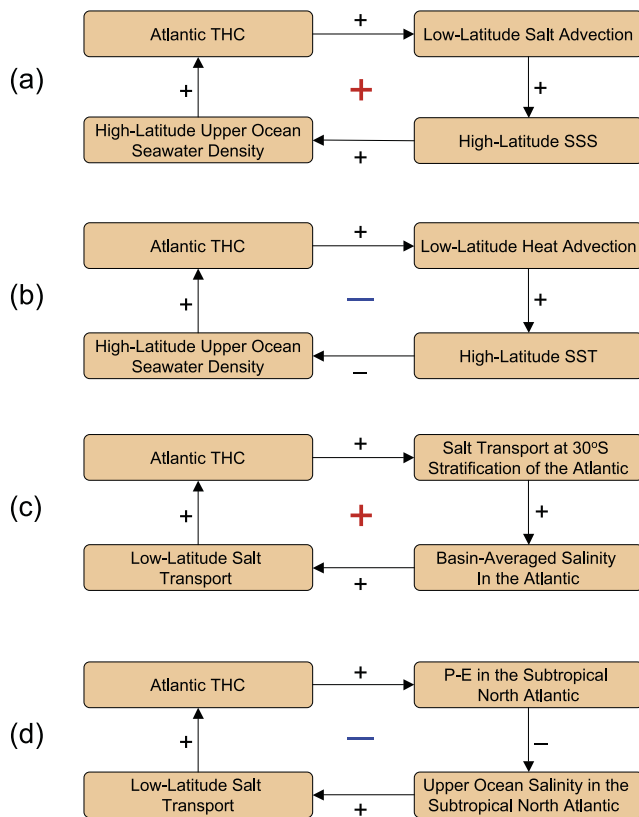 (a)
Atlantic THC
+
Low-Latitude Salt Advection
+
+
+
High-Latitude Upper Ocean
Seawater Density
+
High-Latitude SSS
(b)
Atlantic THC
+
Low-Latitude Heat Advection
+
−
+
High-Latitude Upper Ocean
Seawater Density
−
High-Latitude SST
(c)
Atlantic THC
+
Salt Transport at 30°S
Stratification of the Atlantic
+
+
+
Low-Latitude Salt
Transport
+
Basin-Averaged Salinity
In the Atlantic
(d)
Atlantic THC
+
P-E in the Subtropical
North Atlantic
+
−
−
Low-Latitude Salt
Transport
+
Upper Ocean Salinity in the
Subtropical North Atlantic